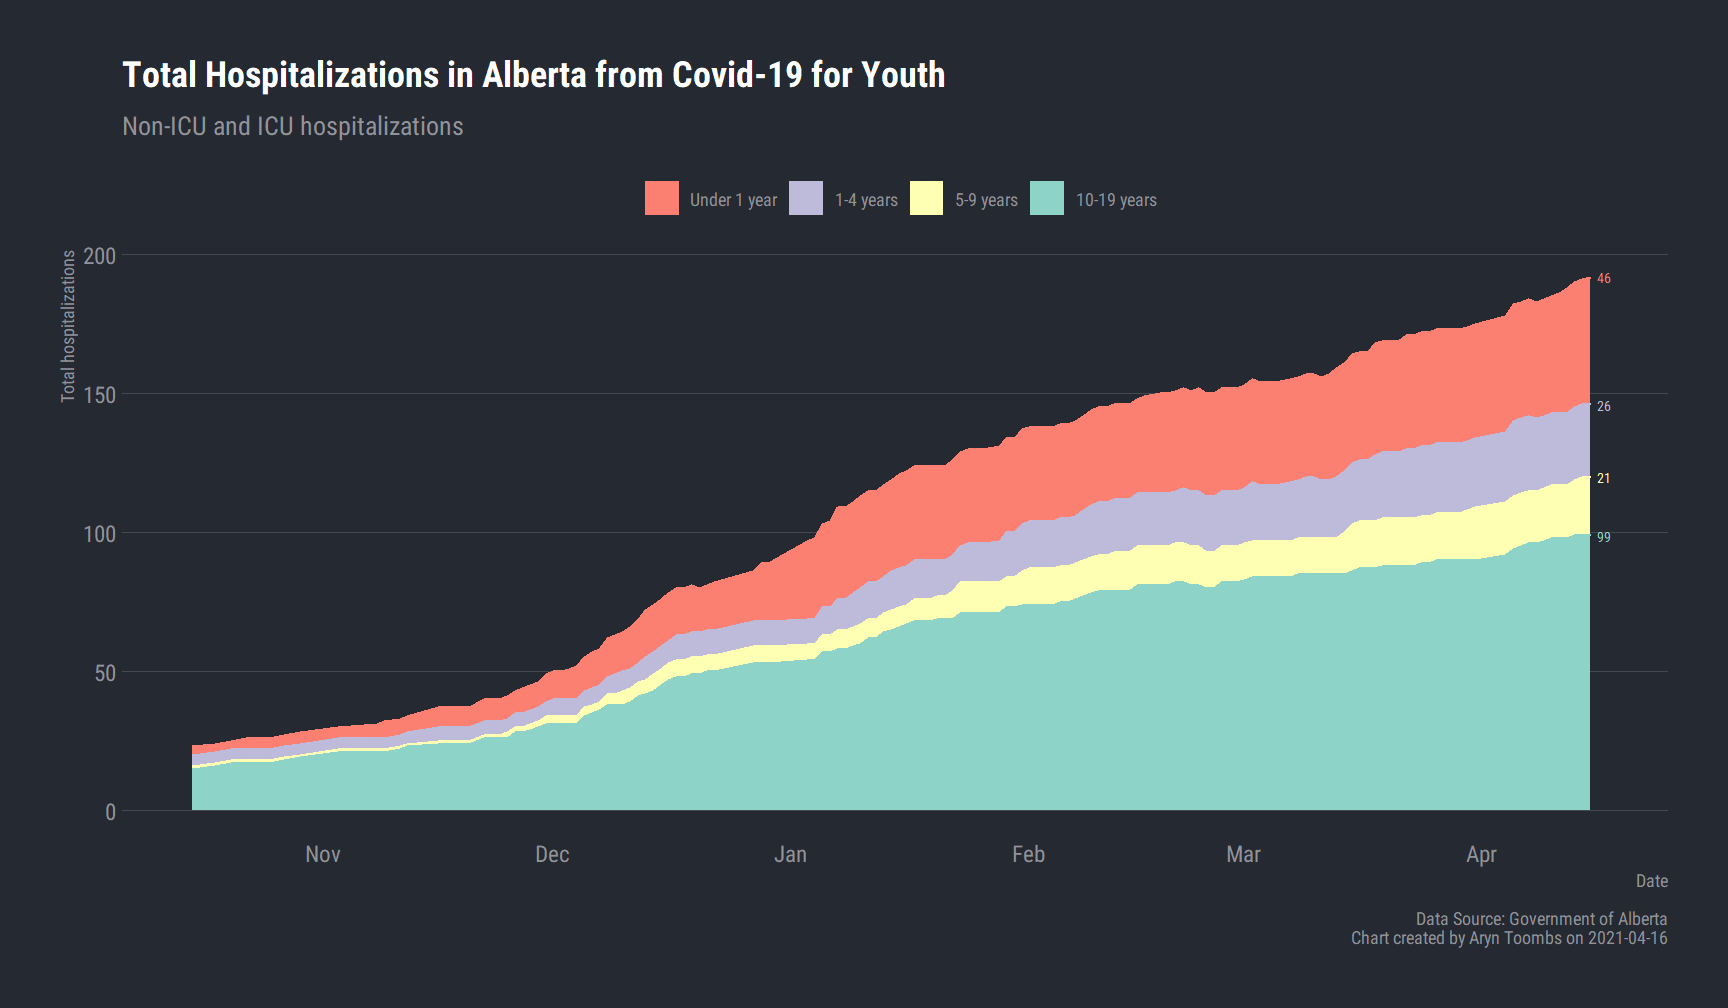 Total Hospitalizations in Alberta from Covid-19 for Youth
Non-ICU and ICU hospitalizations
Under 1 year 1-4 years 5-9 years 10-19 years
Total hospitalizations
200
150
100
50
0
46
26
21
99
Nov Dec Jan Feb Mar Apr
Date
Data Source: Government of Alberta
Chart created by Aryn Toombs on 2021-04-16